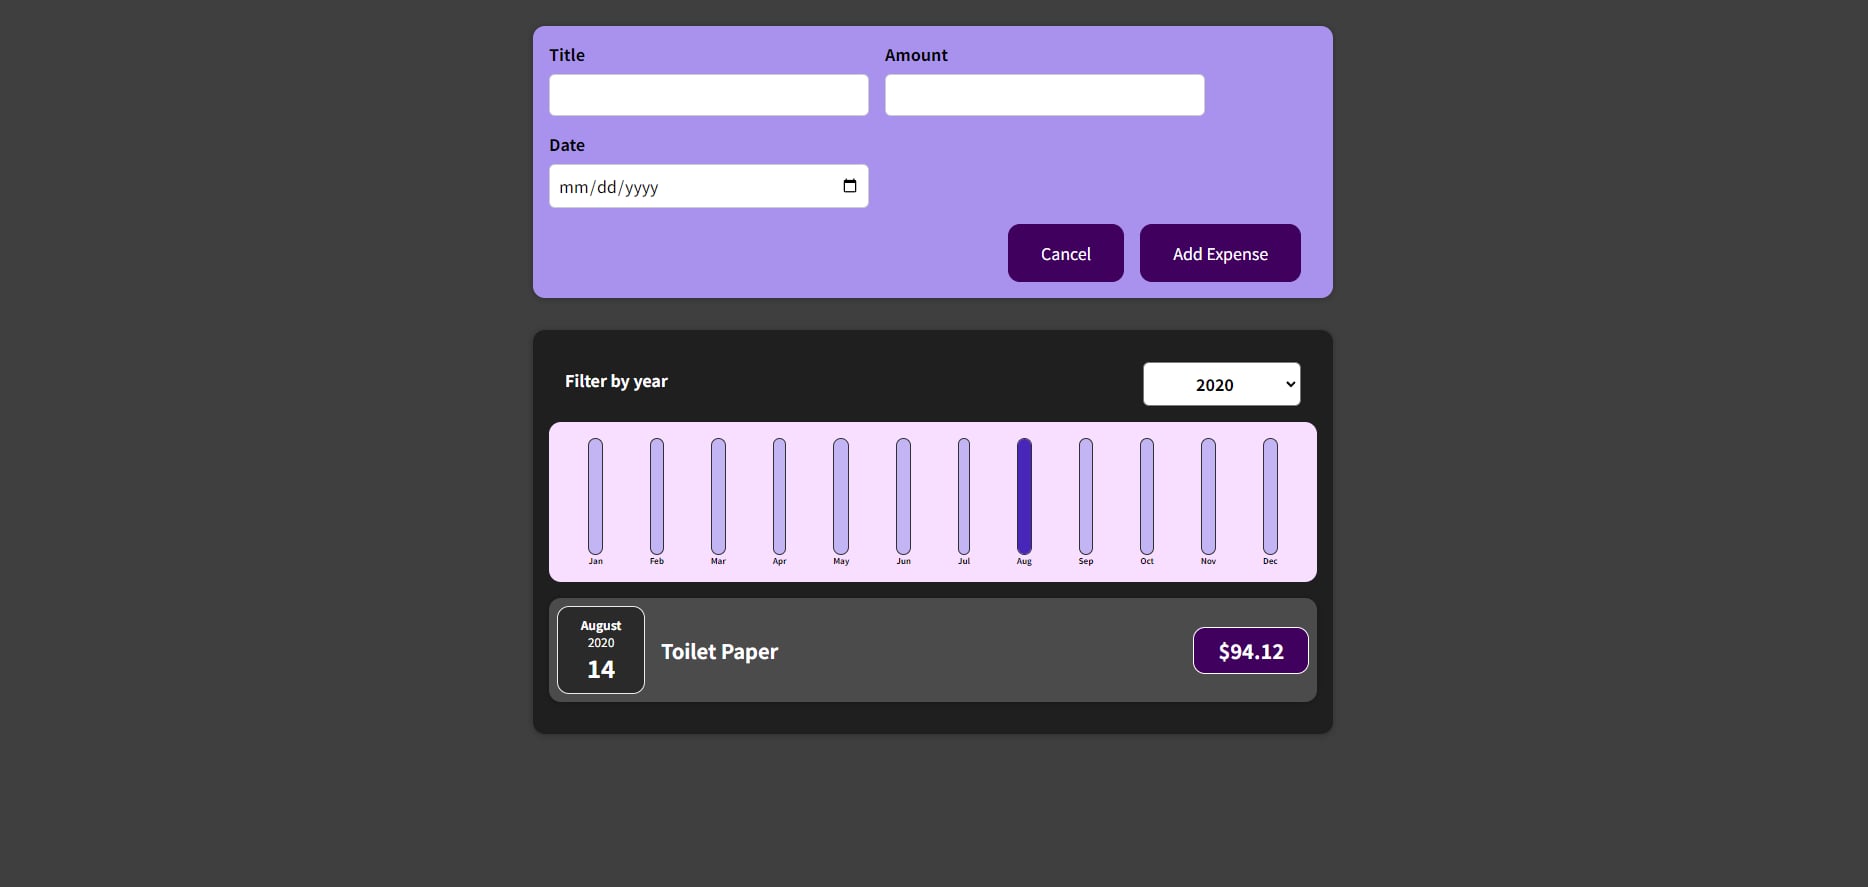 Title Amount
Date
mm/dd/yyyy
Cancel Add Expense
Filter by year 2020
Jan Feb Mar Apr May Jun Jul Aug Sep Oct Nov Dec
August
2020
14
Toilet Paper $94.12